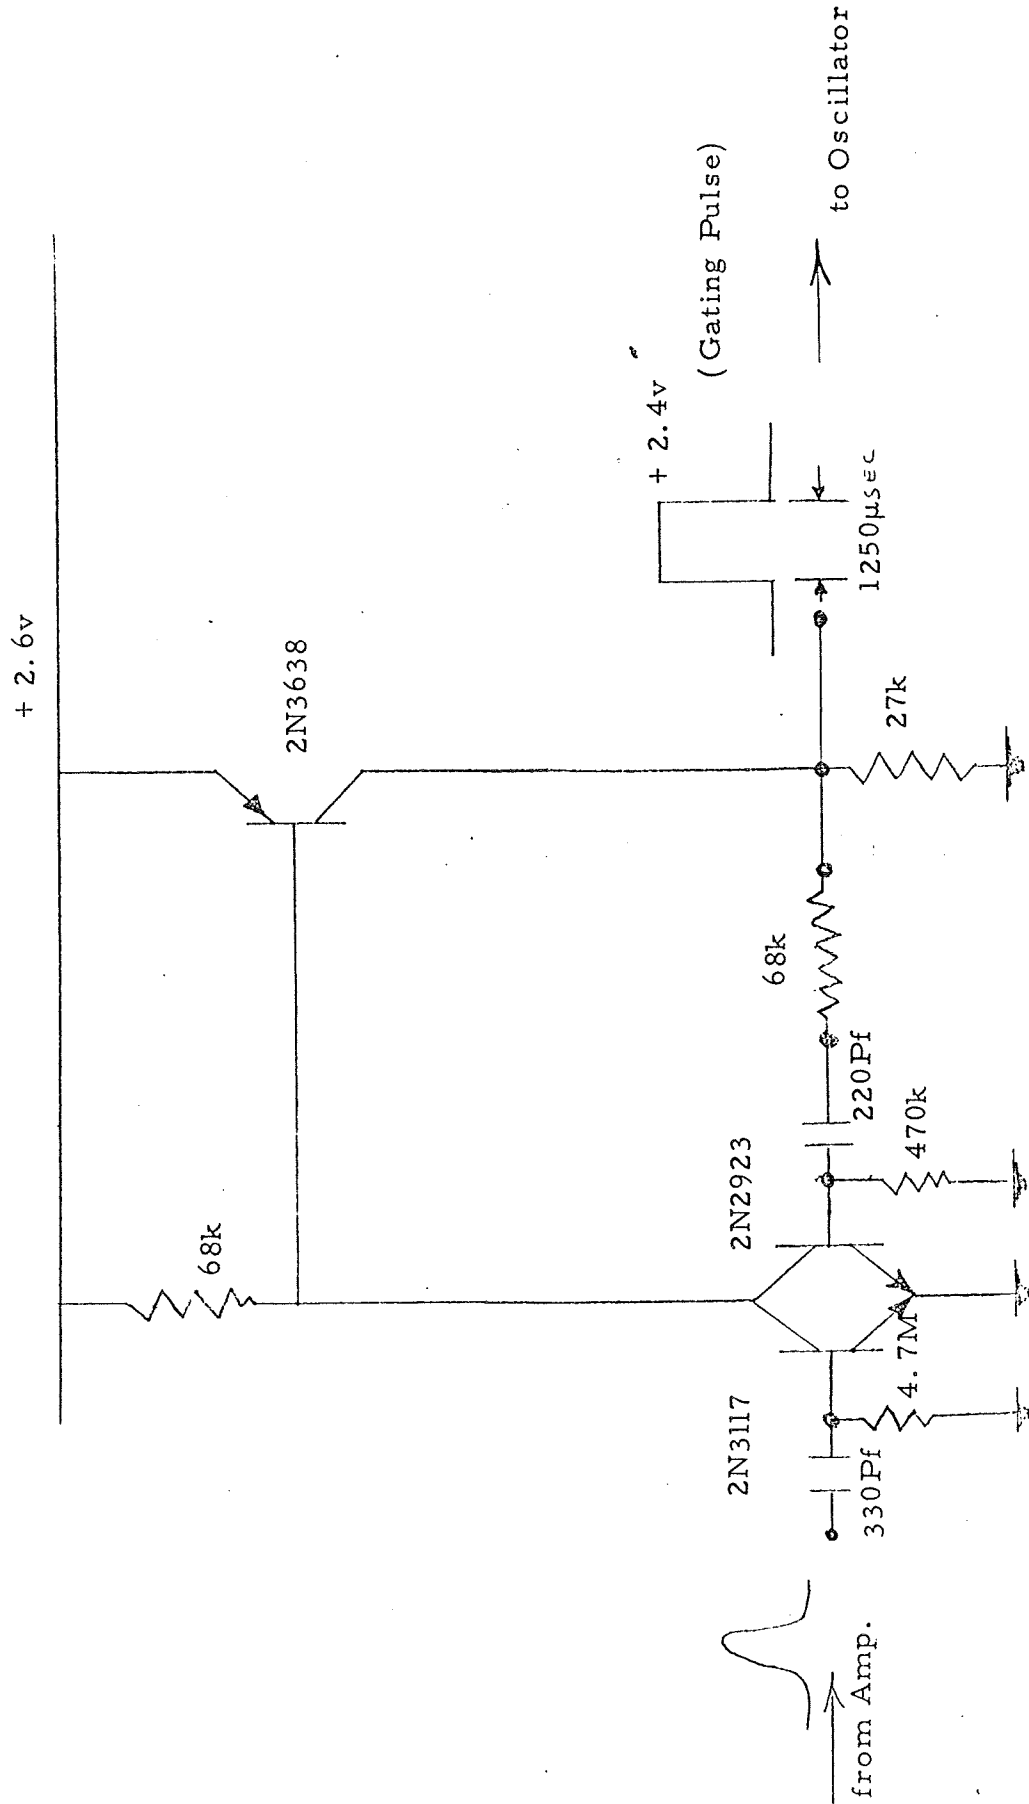 + 2.6v
68k
2N3638
2N3117
2N2923
68k
+ 2.4v
(Gating Pulse)
from Amp.
330Pf
4.7M
470k
220Pf
27k
1250µsec
to Oscillator